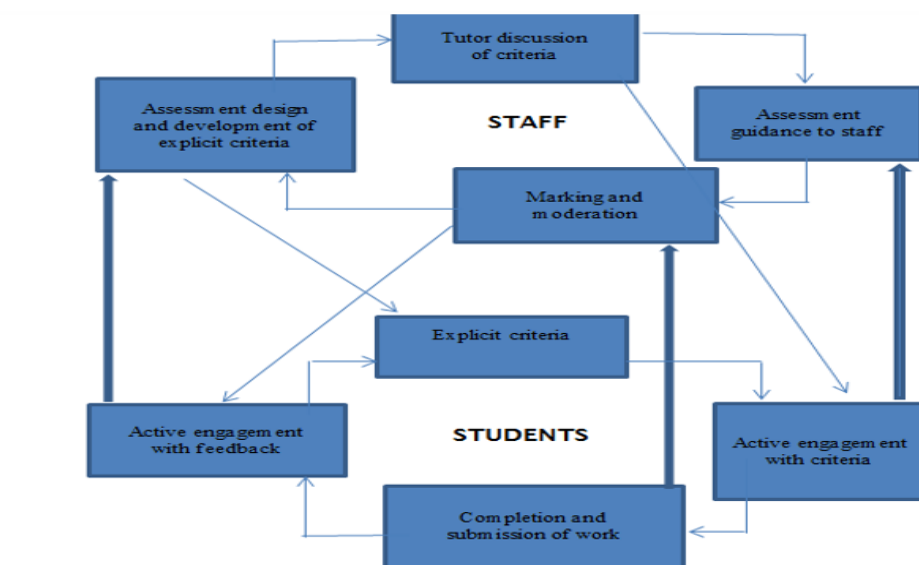 Tutor discussion
of criteria
Assessment design
and development of
explicit criteria
STAFF
Assessment
guidance to staff
Marking and
moderation
Explicit criteria
Active engagement
with feedback
STUDENTS
Active engagement
with criteria
Completion and
submission of work